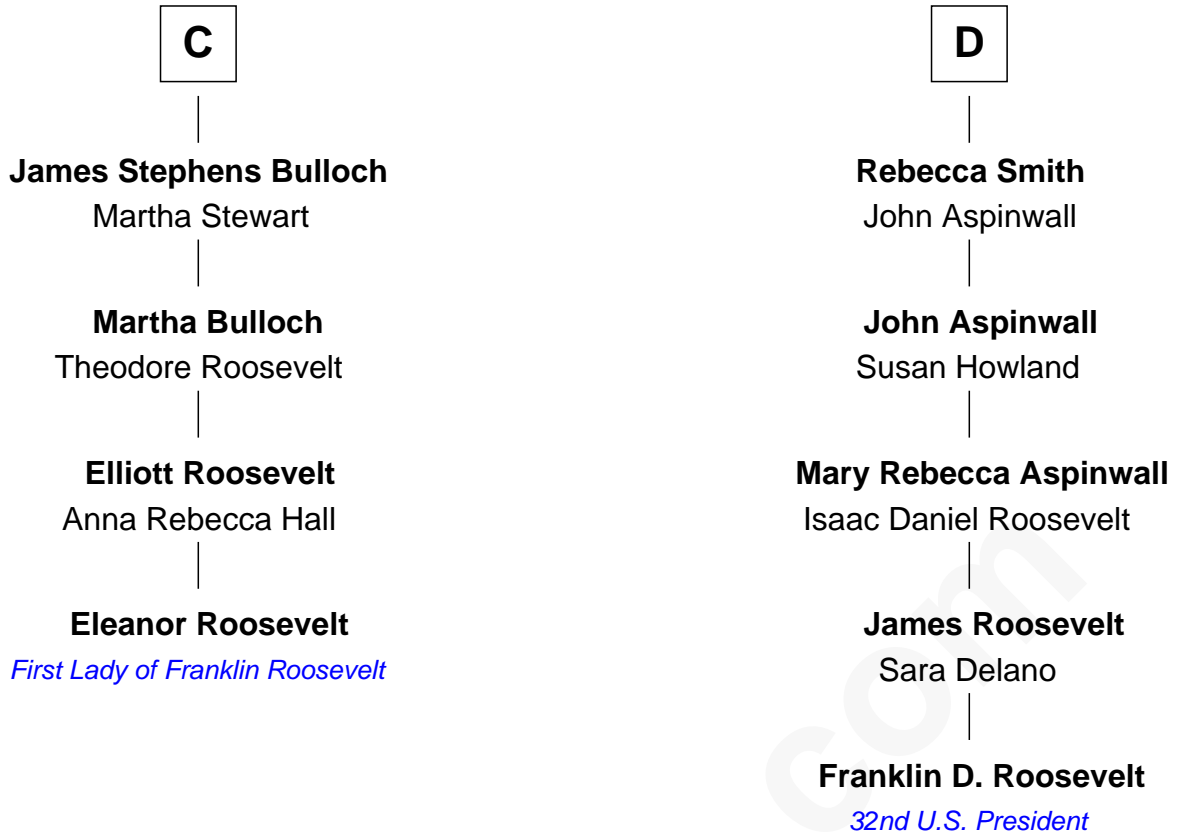 C
James Stephens Bulloch
Martha Stewart
Martha Bulloch
Theodore Roosevelt
Elliott Roosevelt
Anna Rebecca Hall
Eleanor Roosevelt
First Lady of Franklin Roosevelt
D
Rebecca Smith
John Aspinwall
John Aspinwall
Susan Howland
Mary Rebecca Aspinwall
Isaac Daniel Roosevelt
James Roosevelt
Sara Delano
Franklin D. Roosevelt
32nd U.S. President
com